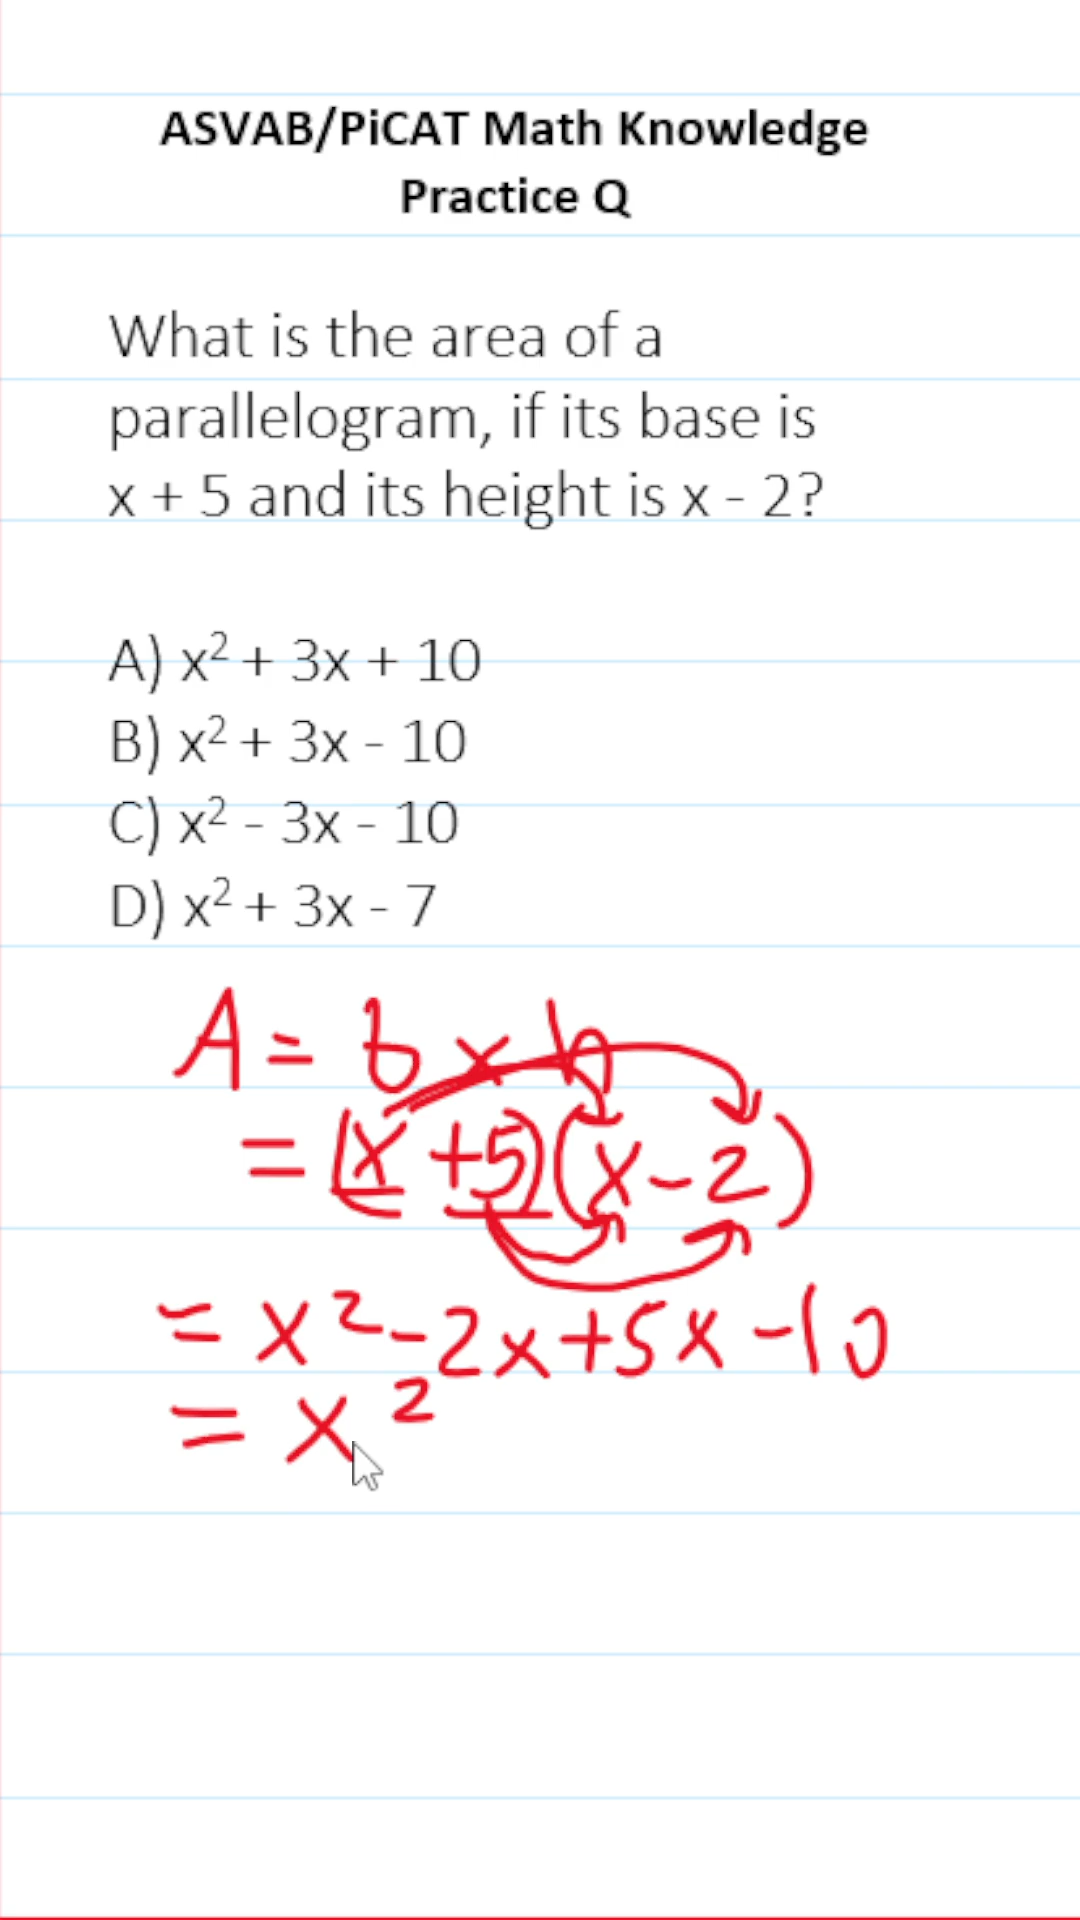 ASVAB/PiCAT Math Knowledge
Practice Q
What is the area of a
parallelogram, if its base is
x + 5 and its height is x - 2?
A) x² + 3x + 10
B) x² + 3x - 10
C) x² - 3x - 10
D) x² + 3x - 7
A = b x h
= (x +5)(x-2)
= x²-2x+5x-10
= x²